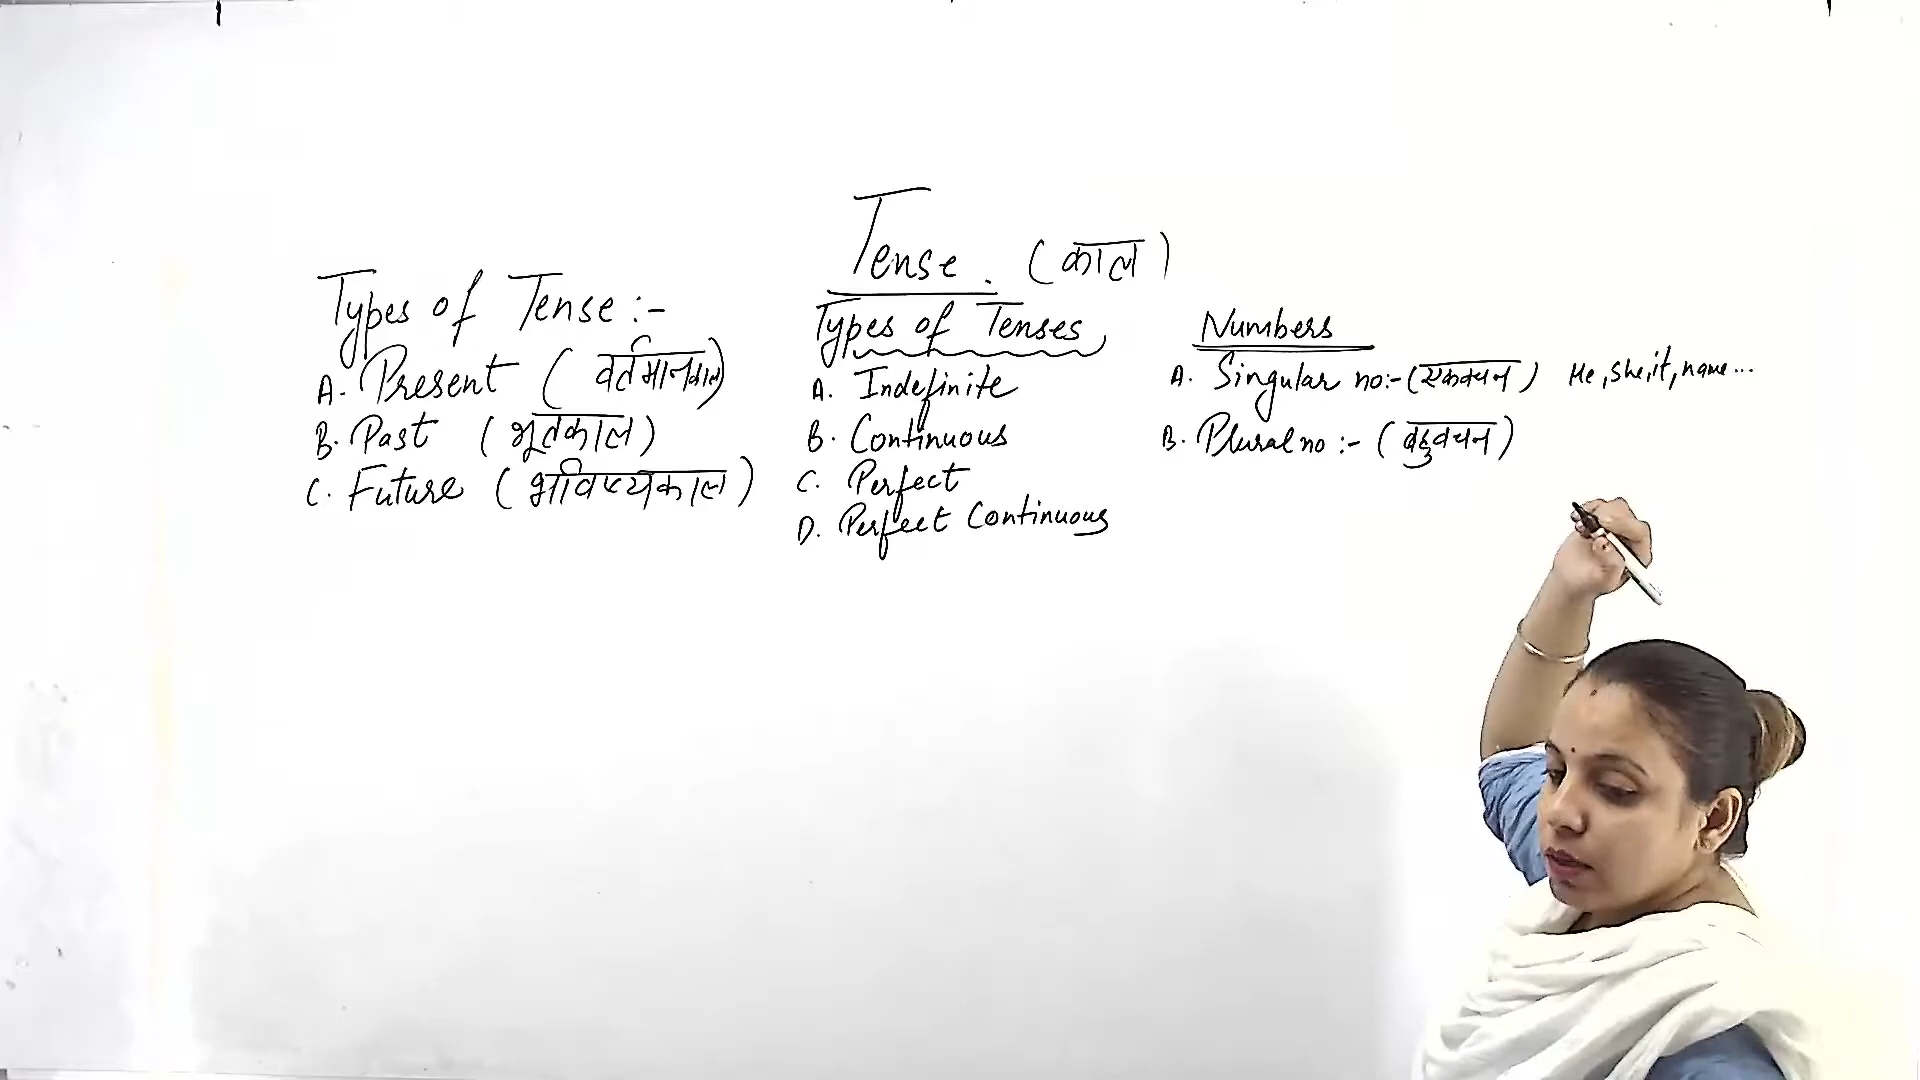 Tense. (काल)
Types of Tense :-
A. Present ( वर्तमानकाल)
B. Past ( भूतकाल)
C. Future ( भविष्यकाल)
Types of Tenses
A. Indefinite
B. Continuous
C. Perfect
D. Perfect Continuous
Numbers
A. Singular no:- (एकवचन) He, she, it, name...
B. Plural no :- (बहुवचन)